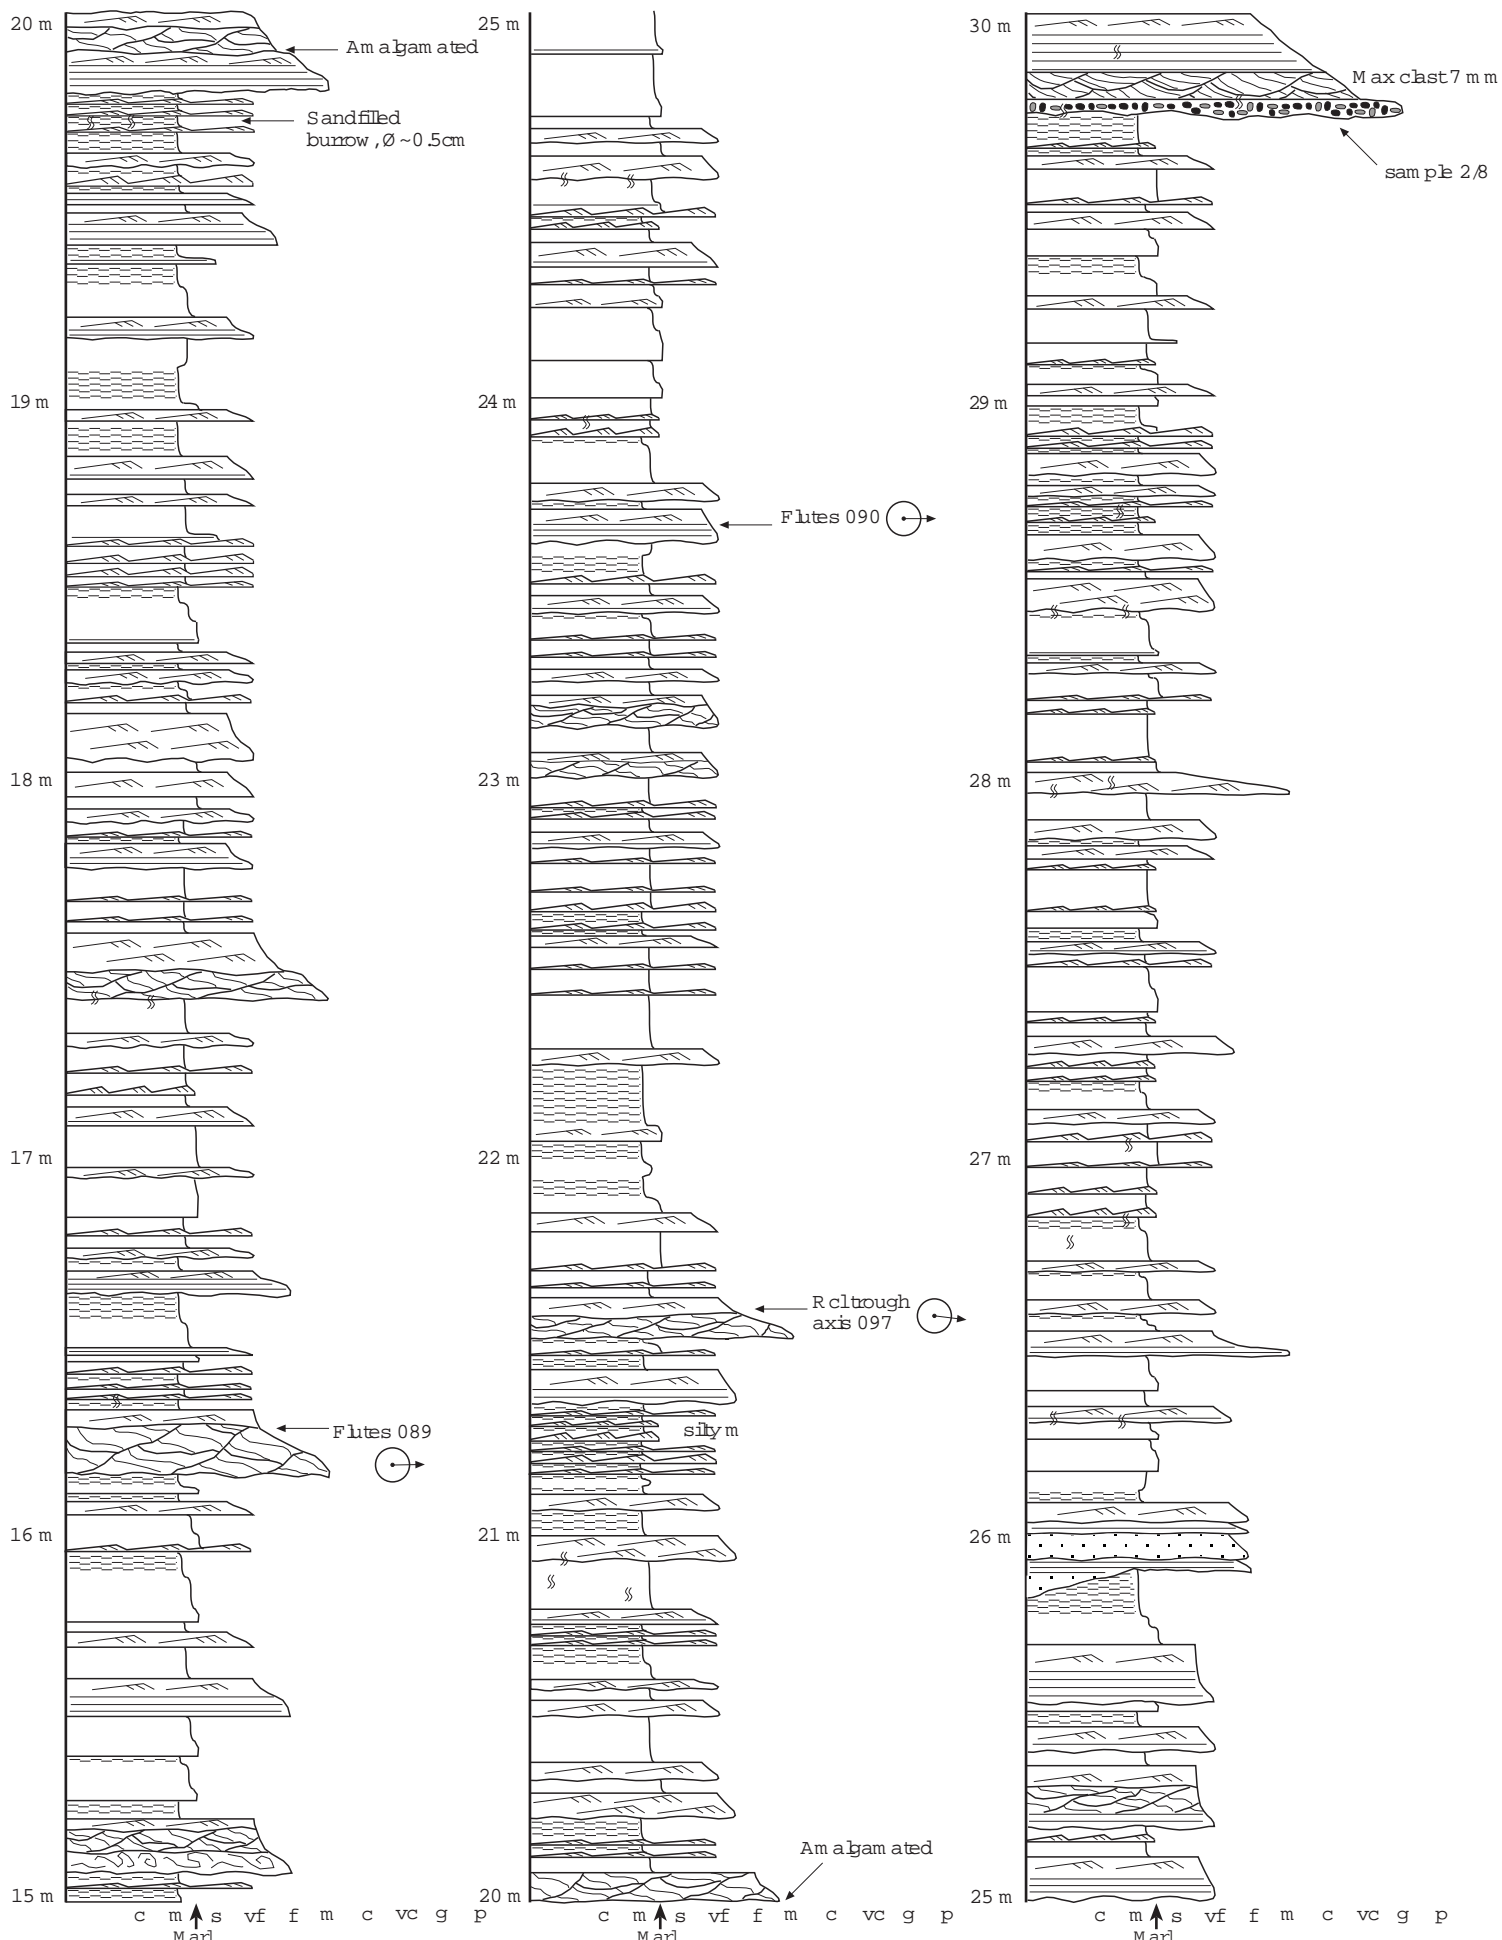 20 m
Amalgamated
Sandfilled
burrow, Ø ~0.5cm
19 m
18 m
17 m
Flutes 089
16 m
15 m
c m s vf f m c vc g p
Marl
25 m
24 m
Flutes 090
23 m
22 m
Rcl trough
axis 097
silty m
21 m
Amalgamated
20 m
c m s vf f m c vc g p
Marl
30 m
Max clast 7 mm
sample 2/8
29 m
28 m
27 m
26 m
25 m
c m s vf f m c vc g p
Marl